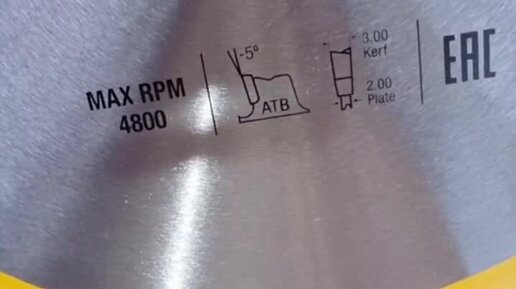 MAX RPM
4800
-5°
ATB
3.00
Kerf
2.00
Plate
EAC